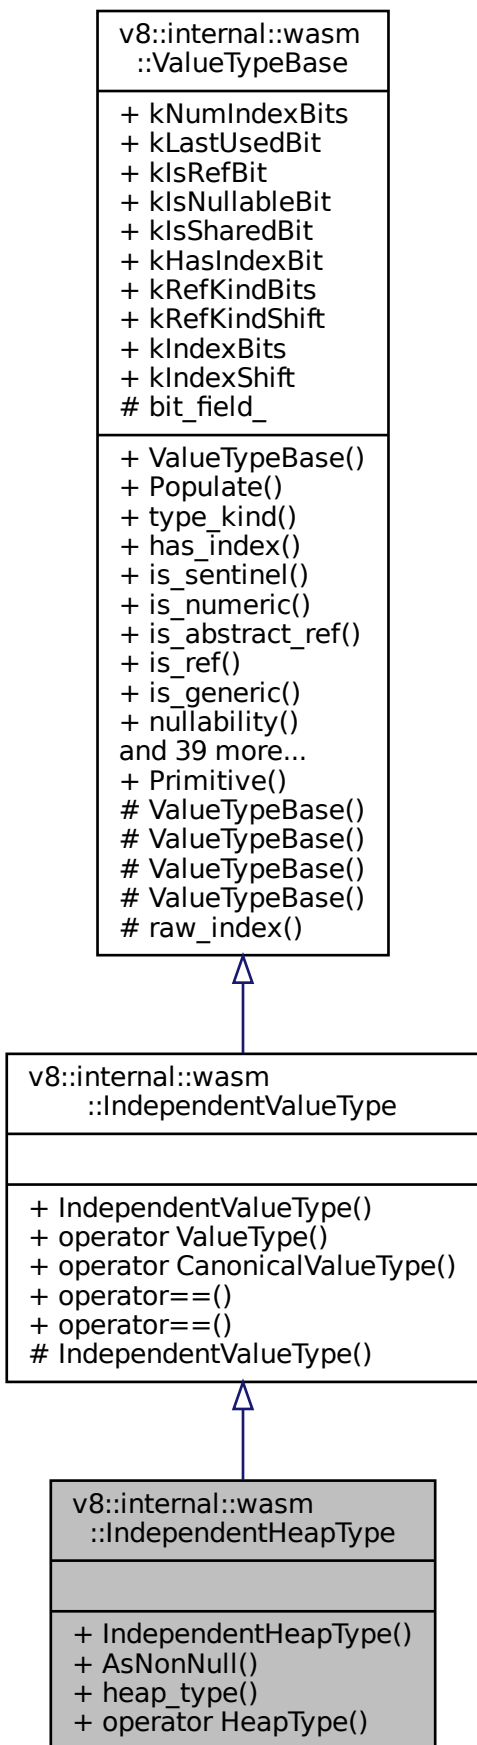 v8::internal::wasm
::ValueTypeBase
+ kNumIndexBits
+ kLastUsedBit
+ kIsRefBit
+ kIsNullableBit
+ kIsSharedBit
+ kHasIndexBit
+ kRefKindBits
+ kRefKindShift
+ kIndexBits
+ kIndexShift
# bit_field_
+ ValueTypeBase()
+ Populate()
+ type_kind()
+ has_index()
+ is_sentinel()
+ is_numeric()
+ is_abstract_ref()
+ is_ref()
+ is_generic()
+ nullability()
and 39 more...
+ Primitive()
# ValueTypeBase()
# ValueTypeBase()
# ValueTypeBase()
# ValueTypeBase()
# raw_index()
v8::internal::wasm
::IndependentValueType
+ IndependentValueType()
+ operator ValueType()
+ operator CanonicalValueType()
+ operator==()
+ operator==()
# IndependentValueType()
v8::internal::wasm
::IndependentHeapType
+ IndependentHeapType()
+ AsNonNull()
+ heap_type()
+ operator HeapType()